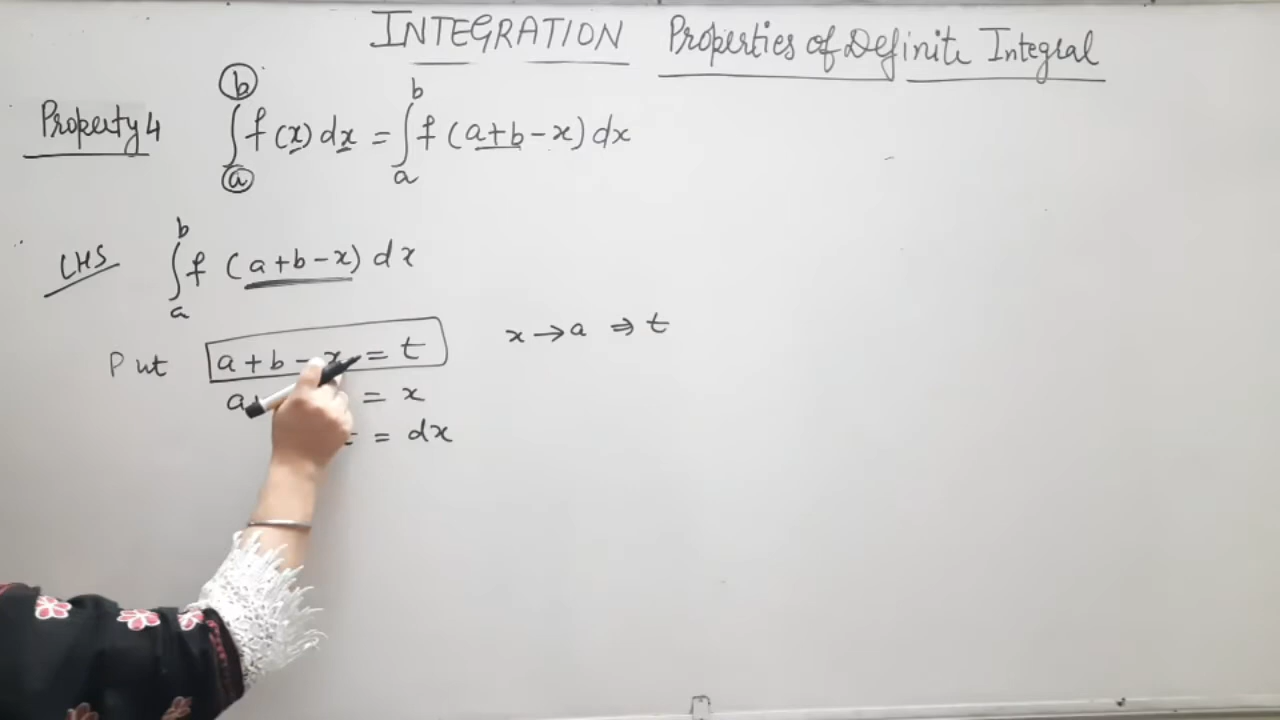 INTEGRATION Properties of Definite Integral
Property 4 ∫_a^b f(x) dx = ∫_a^b f(a+b-x) dx
LHS ∫_a^b f(a+b-x) dx
Put a+b-x = t x→a ⇒ t
a = x
= dx